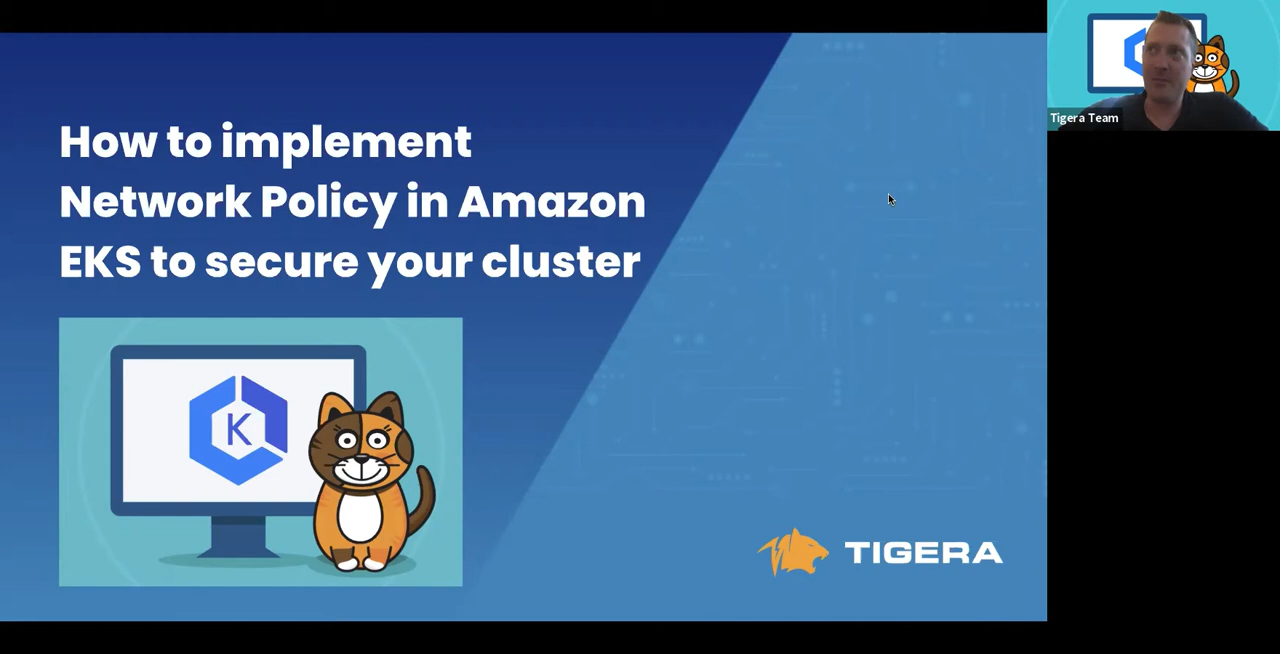 How to implement
Network Policy in Amazon
EKS to secure your cluster
K
TIGERA
Tigera Team